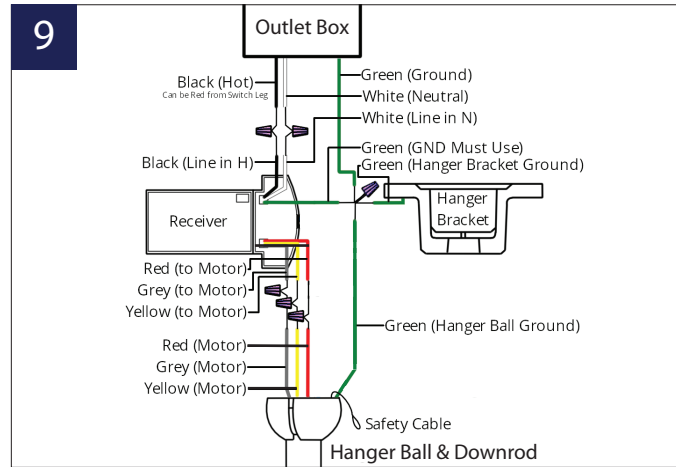 9
Outlet Box
Green (Ground)
Black (Hot)
Can be Red from Switch Leg
White (Neutral)
White (Line in N)
Green (GND Must Use)
Black (Line in H)
Green (Hanger Bracket Ground)
Receiver
Hanger
Bracket
Red (to Motor)
Grey (to Motor)
Yellow (to Motor)
Green (Hanger Ball Ground)
Red (Motor)
Grey (Motor)
Yellow (Motor)
Safety Cable
Hanger Ball & Downrod